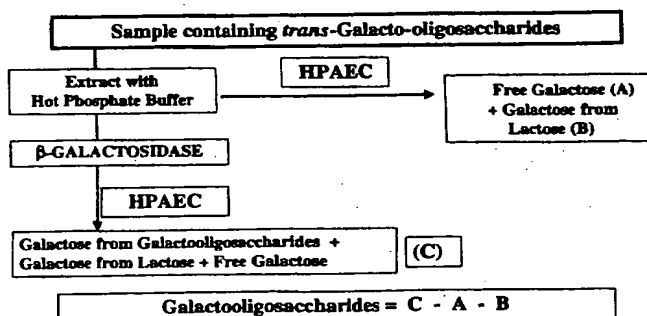 Sample containing trans-Galacto-oligosaccharides
Extract with
Hot Phosphate Buffer
HPAEC
Free Galactose (A)
+ Galactose from
Lactose (B)
β-GALACTOSIDASE
HPAEC
Galactose from Galactooligosaccharides +
Galactose from Lactose + Free Galactose
(C)
Galactooligosaccharides = C - A - B